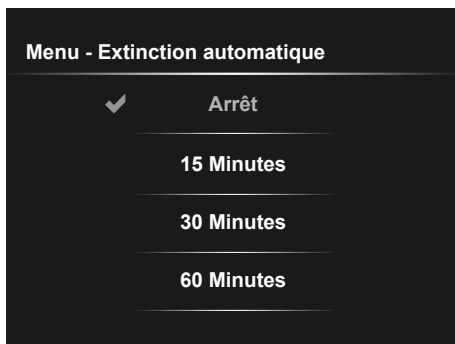 Menu - Extinction automatique
Arrêt
15 Minutes
30 Minutes
60 Minutes